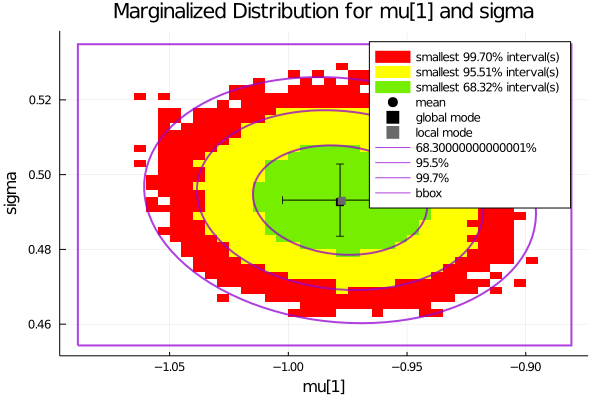 Marginalized Distribution for mu[1] and sigma
smallest 99.70% interval(s)
smallest 95.51% interval(s)
smallest 68.32% interval(s)
mean
global mode
local mode
68.30000000000001%
95.5%
99.7%
bbox
sigma
0.52
0.50
0.48
0.46
−1.05
−1.00
−0.95
−0.90
mu[1]